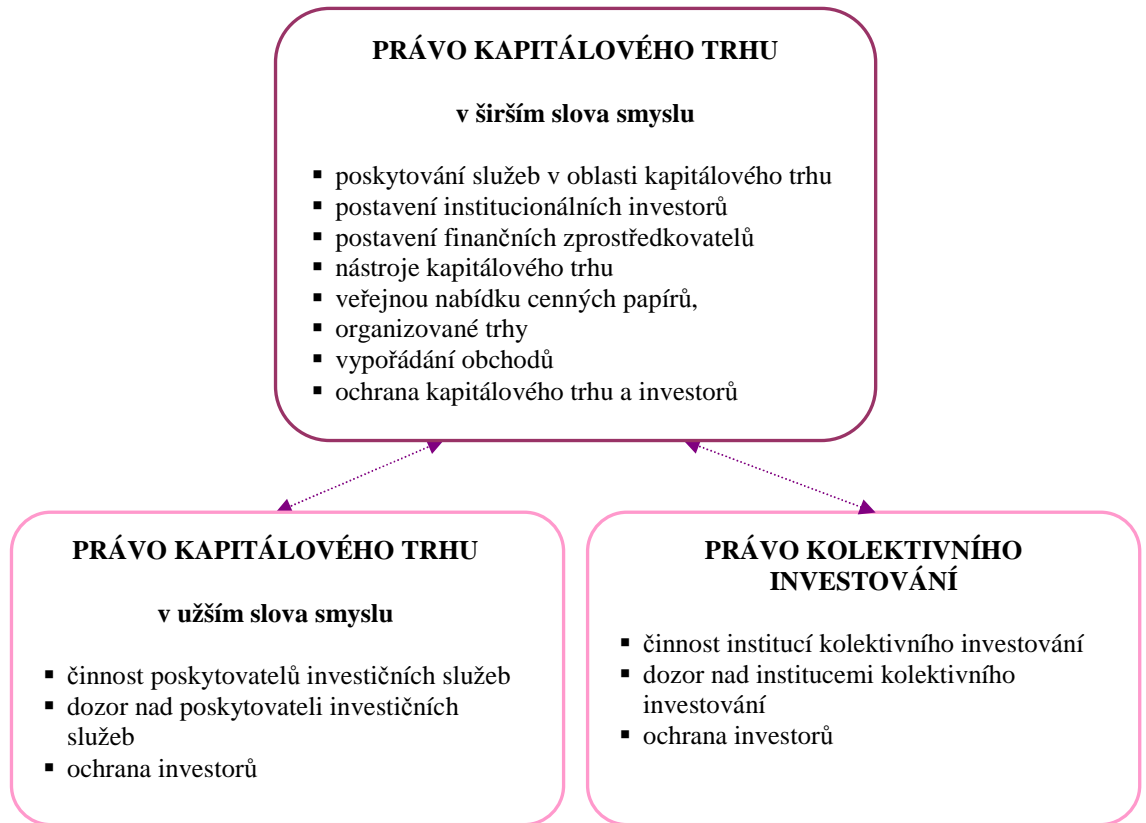 PRÁVO KAPITÁLOVÉHO TRHU
v širším slova smyslu
▪ poskytování služeb v oblasti kapitálového trhu
▪ postavení institucionálních investorů
▪ postavení finančních zprostředkovatelů
▪ nástroje kapitálového trhu
▪ veřejnou nabídku cenných papírů,
▪ organizované trhy
▪ vypořádání obchodů
▪ ochrana kapitálového trhu a investorů
PRÁVO KAPITÁLOVÉHO TRHU
v užším slova smyslu
▪ činnost poskytovatelů investičních služeb
▪ dozor nad poskytovateli investičních
služeb
▪ ochrana investorů
PRÁVO KOLEKTIVNÍHO
INVESTOVÁNÍ
▪ činnost institucí kolektivního investování
▪ dozor nad institucemi kolektivního
investování
▪ ochrana investorů